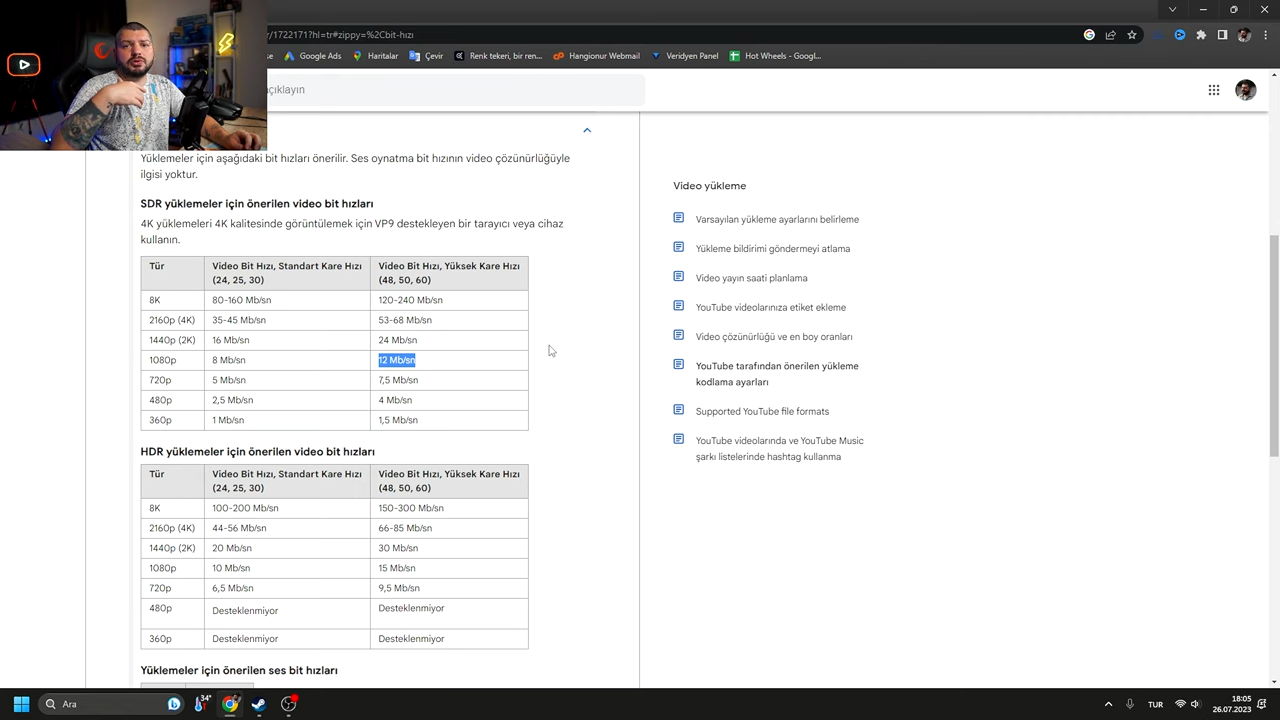 r/1722171?hl=tr#zippy=%2Cbit-hızı
se
Google Ads
Haritalar
Çevir
Renk tekeri, bir ren...
Hangionur Webmail
Veridyen Panel
Hot Wheels - Googl...
açıklayın
Yüklemeler için aşağıdaki bit hızları önerilir. Ses oynatma bit hızının video çözünürlüğüyle
ilgisi yoktur.
SDR yüklemeler için önerilen video bit hızları
4K yüklemeleri 4K kalitesinde görüntülemek için VP9 destekleyen bir tarayıcı veya cihaz
kullanın.
Tür Video Bit Hızı, Standart Kare Hızı (24, 25, 30) Video Bit Hızı, Yüksek Kare Hızı (48, 50, 60)
8K 80-160 Mb/sn 120-240 Mb/sn
2160p (4K) 35-45 Mb/sn 53-68 Mb/sn
1440p (2K) 16 Mb/sn 24 Mb/sn
1080p 8 Mb/sn 12 Mb/sn
720p 5 Mb/sn 7,5 Mb/sn
480p 2,5 Mb/sn 4 Mb/sn
360p 1 Mb/sn 1,5 Mb/sn
HDR yüklemeler için önerilen video bit hızları
Tür Video Bit Hızı, Standart Kare Hızı (24, 25, 30) Video Bit Hızı, Yüksek Kare Hızı (48, 50, 60)
8K 100-200 Mb/sn 150-300 Mb/sn
2160p (4K) 44-56 Mb/sn 66-85 Mb/sn
1440p (2K) 20 Mb/sn 30 Mb/sn
1080p 10 Mb/sn 15 Mb/sn
720p 6,5 Mb/sn 9,5 Mb/sn
480p Desteklenmiyor Desteklenmiyor
360p Desteklenmiyor Desteklenmiyor
Yüklemeler için önerilen ses bit hızları
Video yükleme
Varsayılan yükleme ayarlarını belirleme
Yükleme bildirimi göndermeyi atlama
Video yayın saati planlama
YouTube videolarınıza etiket ekleme
Video çözünürlüğü ve en boy oranları
YouTube tarafından önerilen yükleme
kodlama ayarları
Supported YouTube file formats
YouTube videolarında ve YouTube Music
şarkı listelerinde hashtag kullanma
Ara
34°
TUR
18:05
26.07.2023